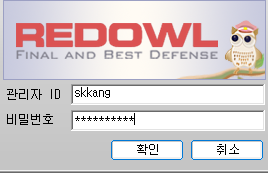 REDOWL
FINAL AND BEST DEFENSE
관리자 ID skkang
비밀번호 **********
확인 취소